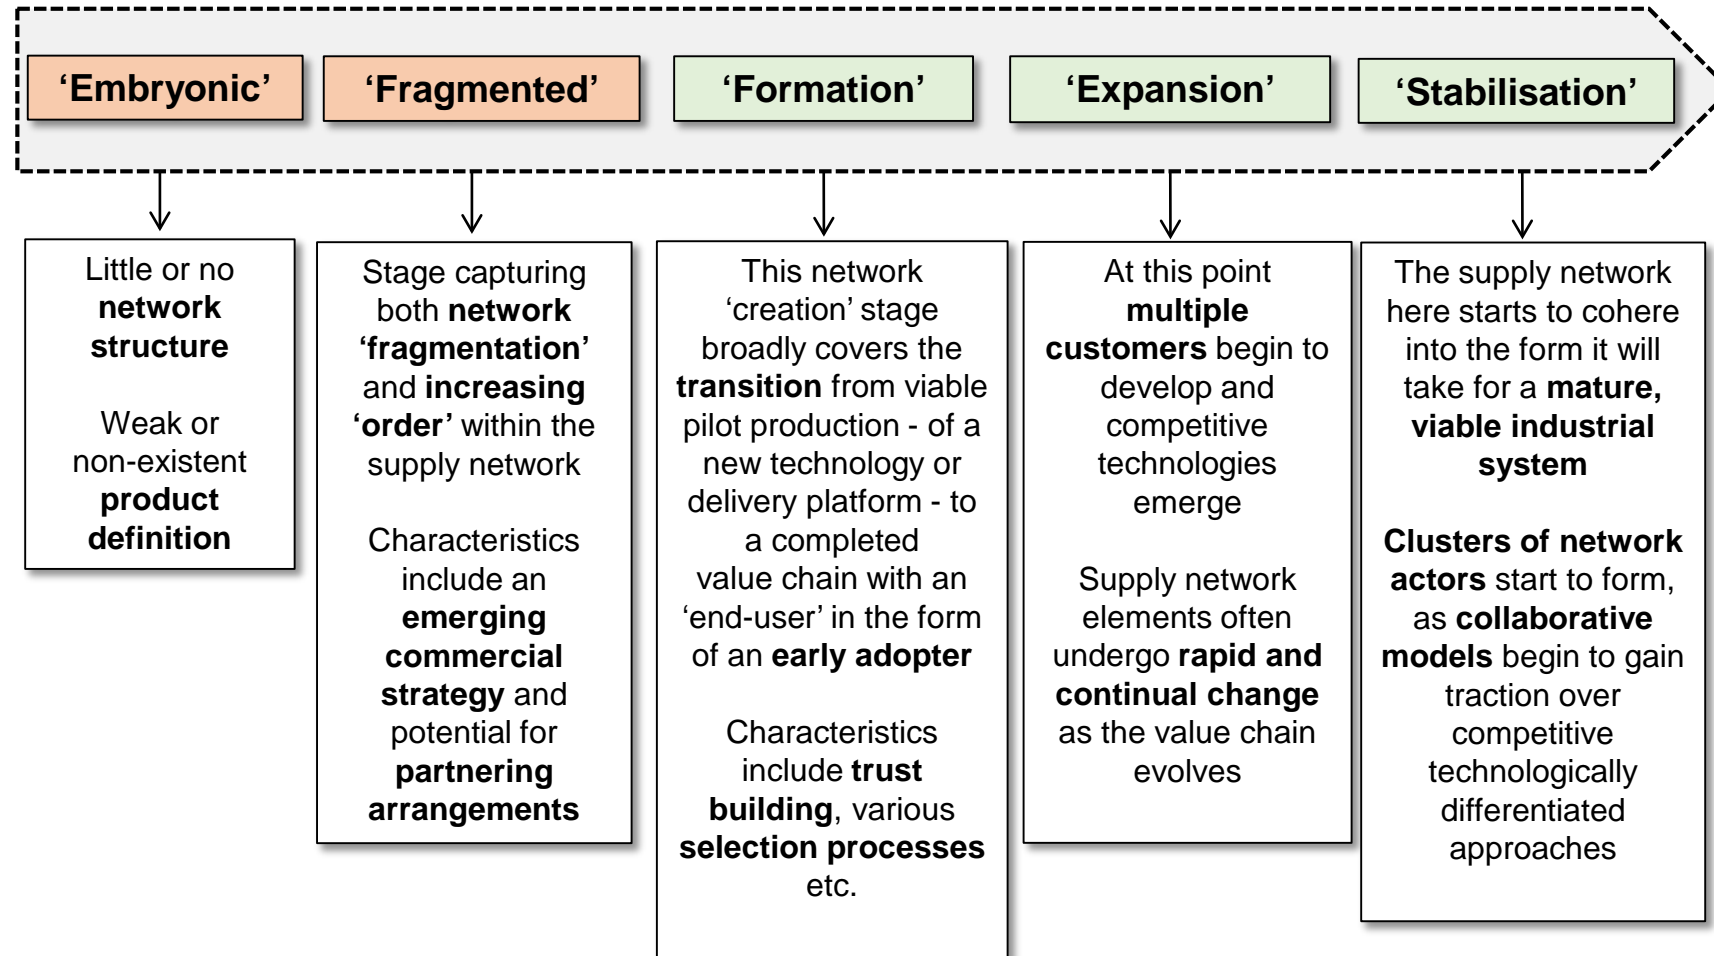 ‘Embryonic’
‘Fragmented’
‘Formation’
‘Expansion’
‘Stabilisation’
Little or no
network
structure
Weak or
non-existent
product
definition
Stage capturing
both network
‘fragmentation’
and increasing
‘order’ within the
supply network
Characteristics
include an
emerging
commercial
strategy and
potential for
partnering
arrangements
This network
‘creation’ stage
broadly covers the
transition from viable
pilot production - of a
new technology or
delivery platform - to
a completed
value chain with an
‘end-user’ in the form
of an early adopter
Characteristics
include trust
building, various
selection processes
etc.
At this point
multiple
customers begin to
develop and
competitive
technologies
emerge
Supply network
elements often
undergo rapid and
continual change
as the value chain
evolves
The supply network
here starts to cohere
into the form it will
take for a mature,
viable industrial
system
Clusters of network
actors start to form,
as collaborative
models begin to gain
traction over
competitive
technologically
differentiated
approaches